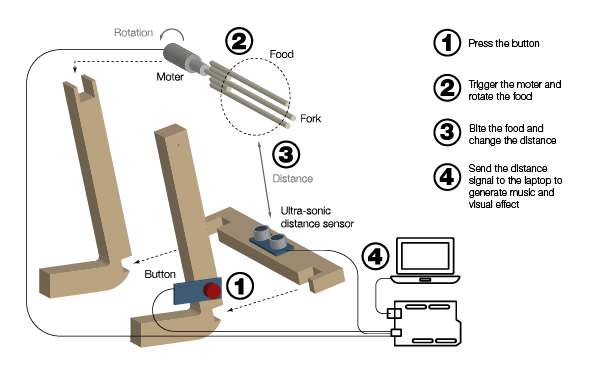 Rotation
2
Food
Moter
Fork
3
Distance
Ultra-sonic
distance sensor
Button
1
4
1 Press the button
2 Trigger the moter and
rotate the food
3 Bite the food and
change the distance
4 Send the distance
signal to the laptop to
generate music and
visual effect